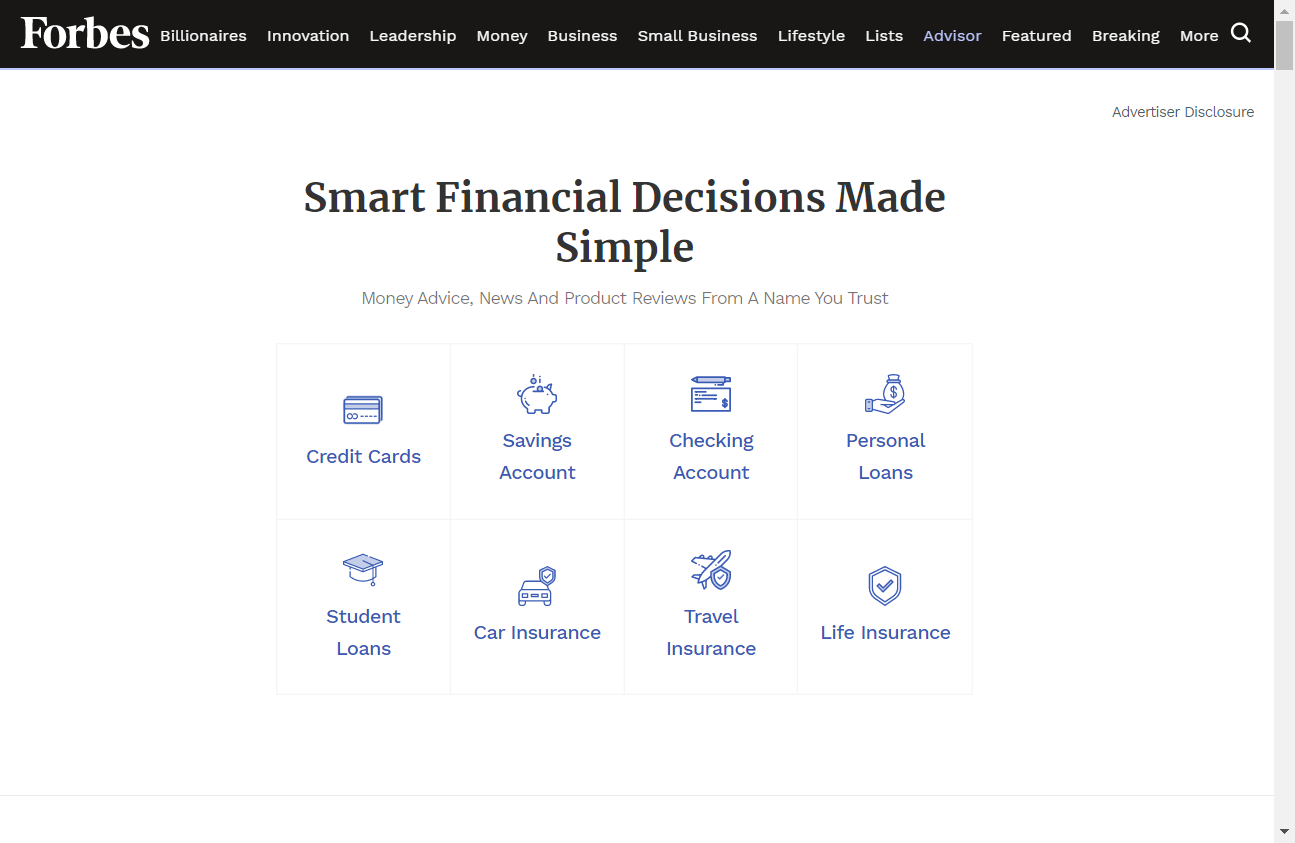 Forbes Billionaires Innovation Leadership Money Business Small Business Lifestyle Lists Advisor Featured Breaking More
Advertiser Disclosure
Smart Financial Decisions Made
Simple
Money Advice, News And Product Reviews From A Name You Trust
Credit Cards
Savings
Account
Checking
Account
Personal
Loans
Student
Loans
Car Insurance
Travel
Insurance
Life Insurance